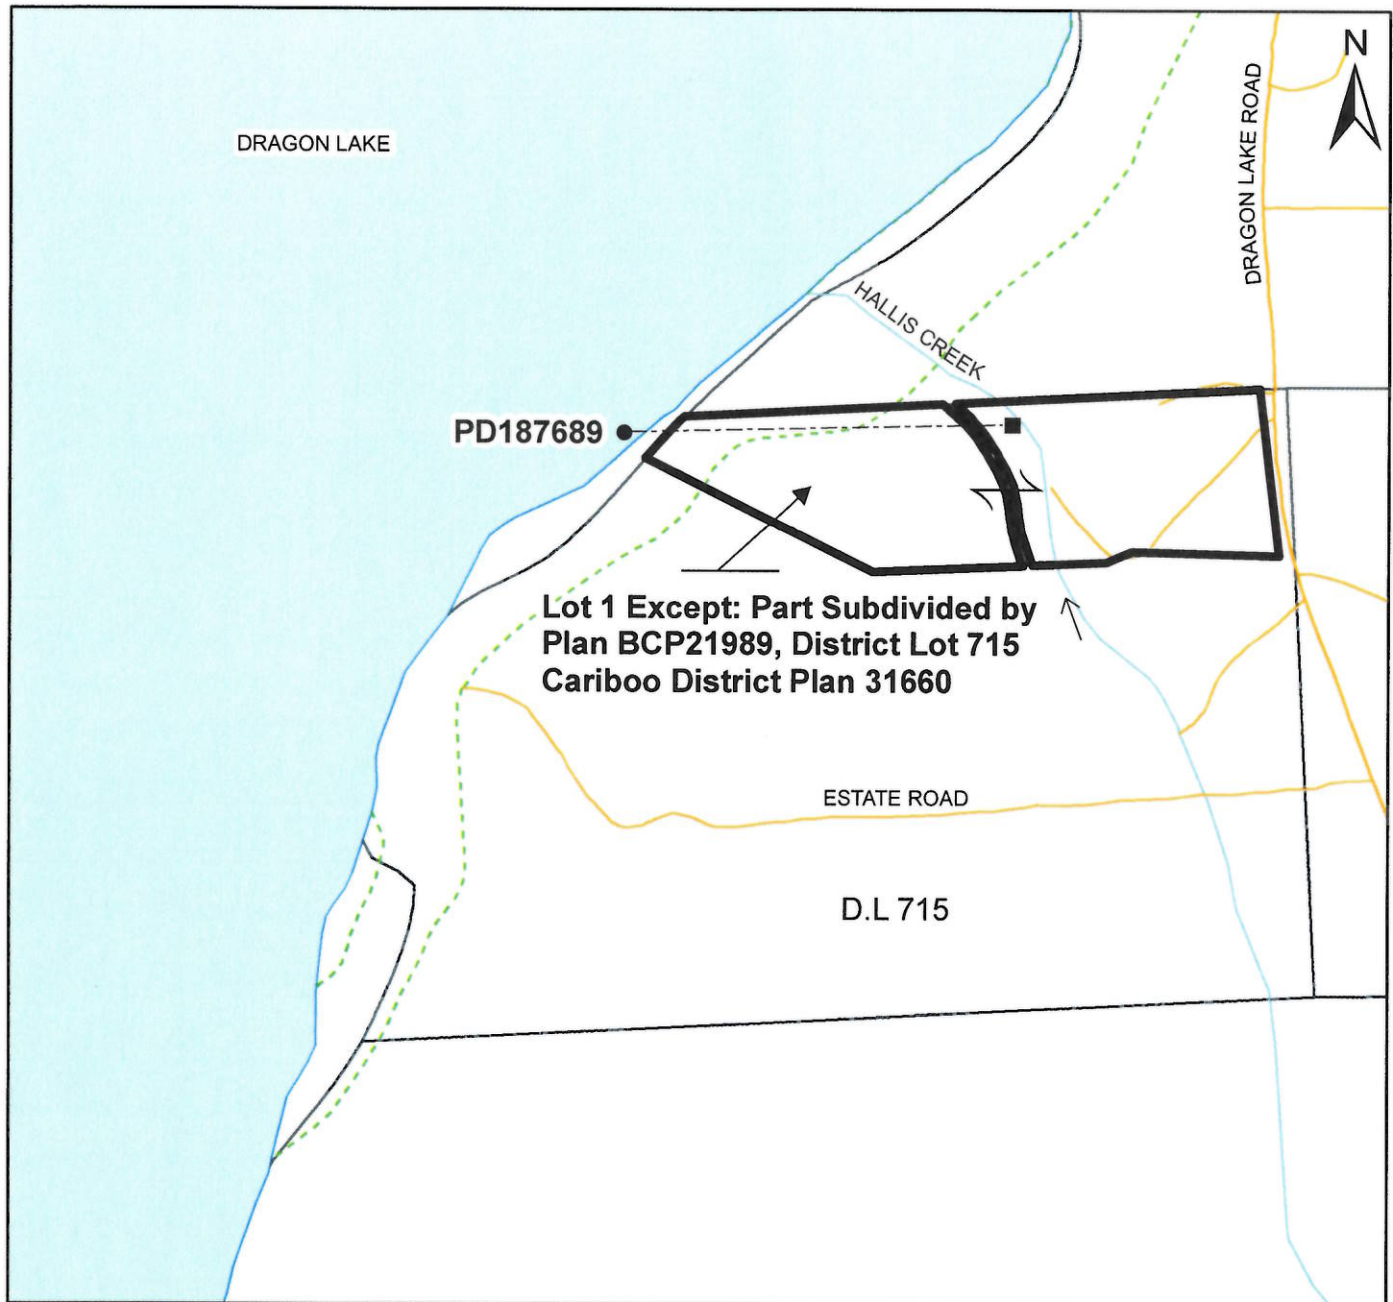 N
DRAGON LAKE
DRAGON LAKE ROAD
HALLIS CREEK
PD187689
Lot 1 Except: Part Subdivided by
Plan BCP21989, District Lot 715
Cariboo District Plan 31660
ESTATE ROAD
D.L 715